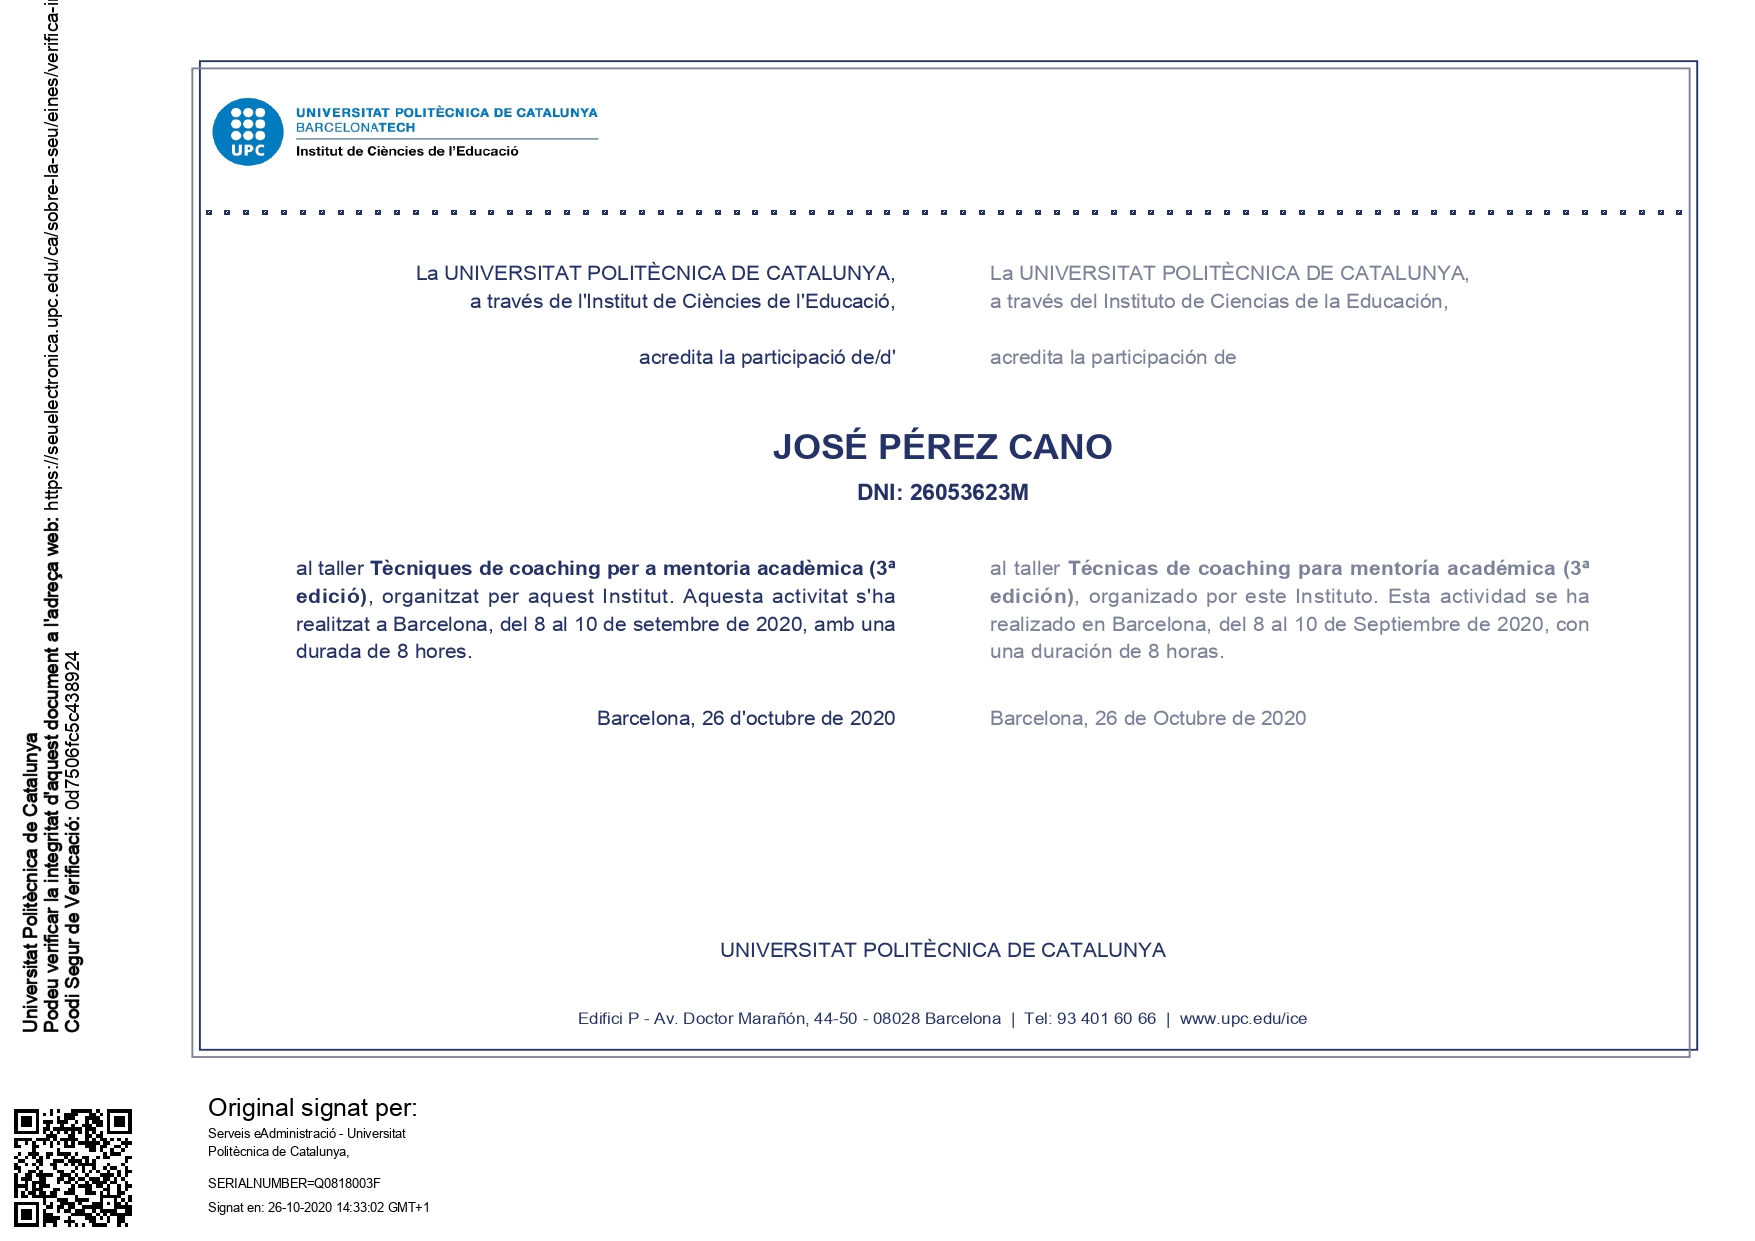 Universitat Politècnica de Catalunya
Podeu verificar la integritat d'aquest document a l'adreça web: https://seuelectronica.upc.edu/ca/sobre-la-seu/eines/verifica-
Codi Segur de Verificació: 0d7506fc5c438924
UPC
UNIVERSITAT POLITÈCNICA DE CATALUNYA
BARCELONATECH
Institut de Ciències de l'Educació
La UNIVERSITAT POLITÈCNICA DE CATALUNYA,
a través de l'Institut de Ciències de l'Educació,
acredita la participació de/d'
La UNIVERSITAT POLITÈCNICA DE CATALUNYA,
a través del Instituto de Ciencias de la Educación,
acredita la participación de
JOSÉ PÉREZ CANO
DNI: 26053623M
al taller Tècniques de coaching per a mentoria acadèmica (3ª
edició), organitzat per aquest Institut. Aquesta activitat s'ha
realitzat a Barcelona, del 8 al 10 de setembre de 2020, amb una
durada de 8 hores.
Barcelona, 26 d'octubre de 2020
al taller Técnicas de coaching para mentoría académica (3ª
edición), organizado por este Instituto. Esta actividad se ha
realizado en Barcelona, del 8 al 10 de Septiembre de 2020, con
una duración de 8 horas.
Barcelona, 26 de Octubre de 2020
UNIVERSITAT POLITÈCNICA DE CATALUNYA
Edifici P - Av. Doctor Marañón, 44-50 - 08028 Barcelona | Tel: 93 401 60 66 | www.upc.edu/ice
Original signat per:
Serveis eAdministració - Universitat
Politècnica de Catalunya,
SERIALNUMBER=Q0818003F
Signat en: 26-10-2020 14:33:02 GMT+1